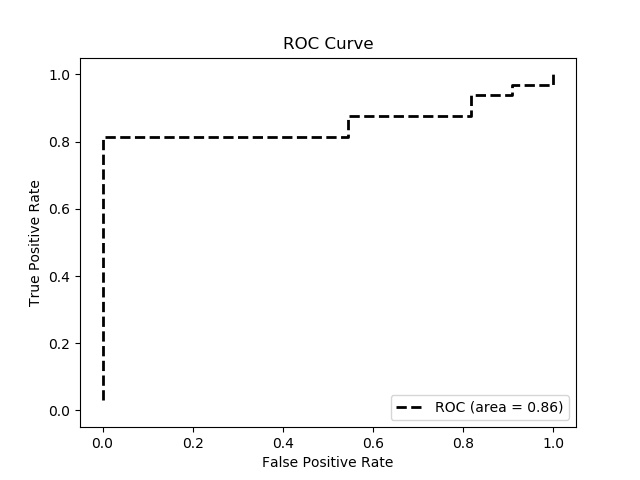 ROC Curve
1.0
0.8
0.6
0.4
0.2
0.0
True Positive Rate
ROC (area = 0.86)
0.0 0.2 0.4 0.6 0.8 1.0
False Positive Rate